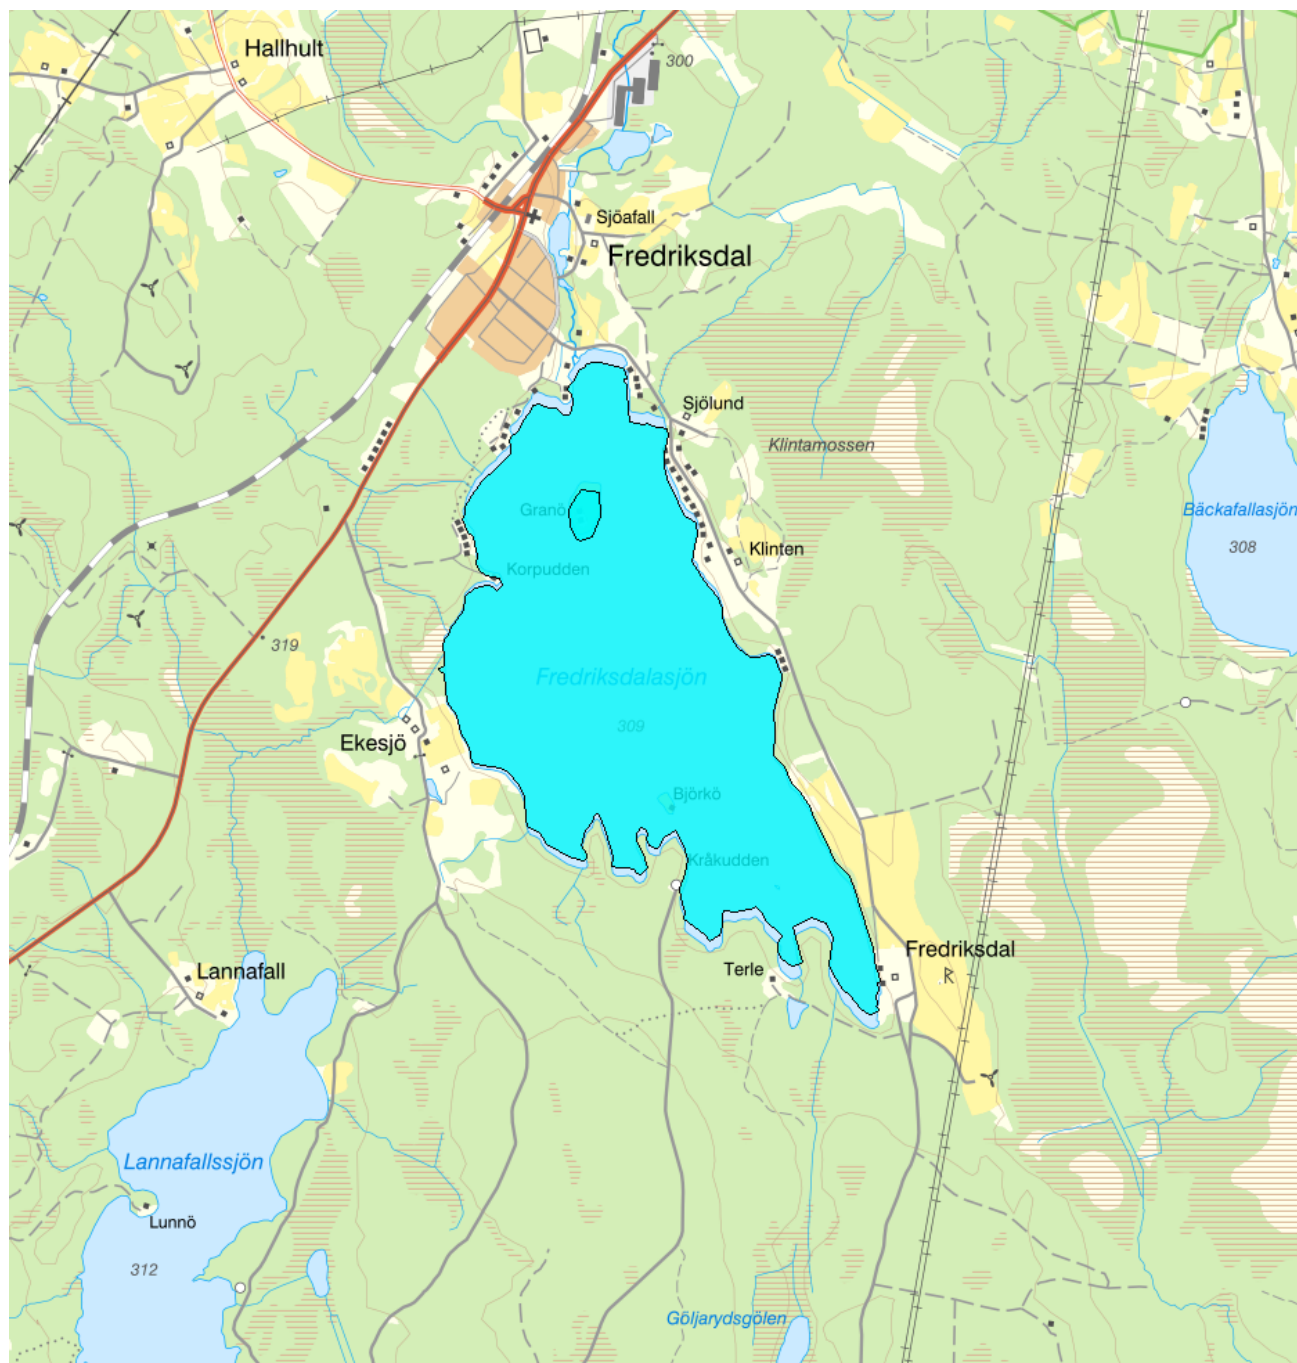 Hallhult
300
Sjöafall
Fredriksdal
Sjölund
Klintamossen
Granö
Bäckafallasjön
Klinten
308
Korpudden
319
Fredriksdalasjön
309
Ekesjö
Björkö
Kråkudden
Fredriksdal
Terle
R
Lannafall
Lannafallssjön
Lunnö
312
Göljarydsgölen